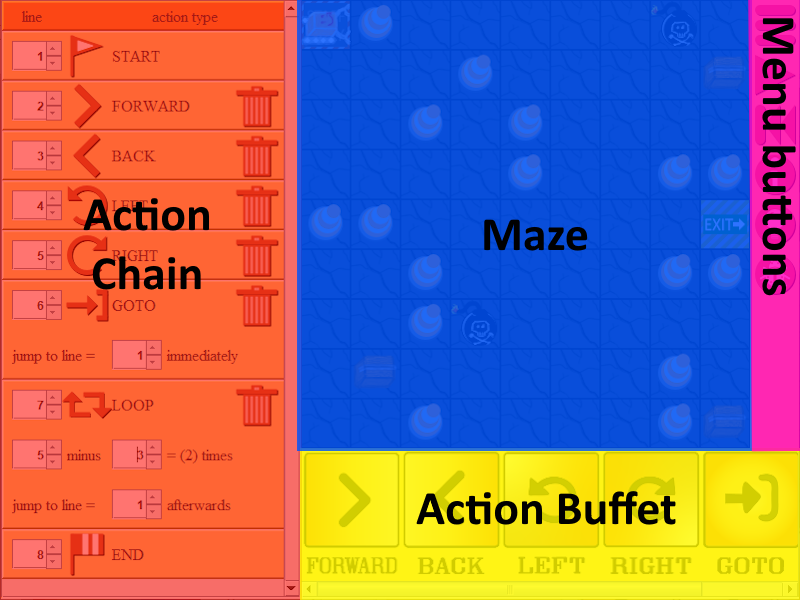 line action type
1 START
2 FORWARD
3 BACK
4 LEFT
Action
5 RIGHT
Chain
6 GOTO
jump to line = 1 immediately
7 LOOP
5 minus 3 = (2) times
jump to line = 1 afterwards
8 END
Maze
EXIT
Menu buttons
Action Buffet
FORWARD BACK LEFT RIGHT GOTO